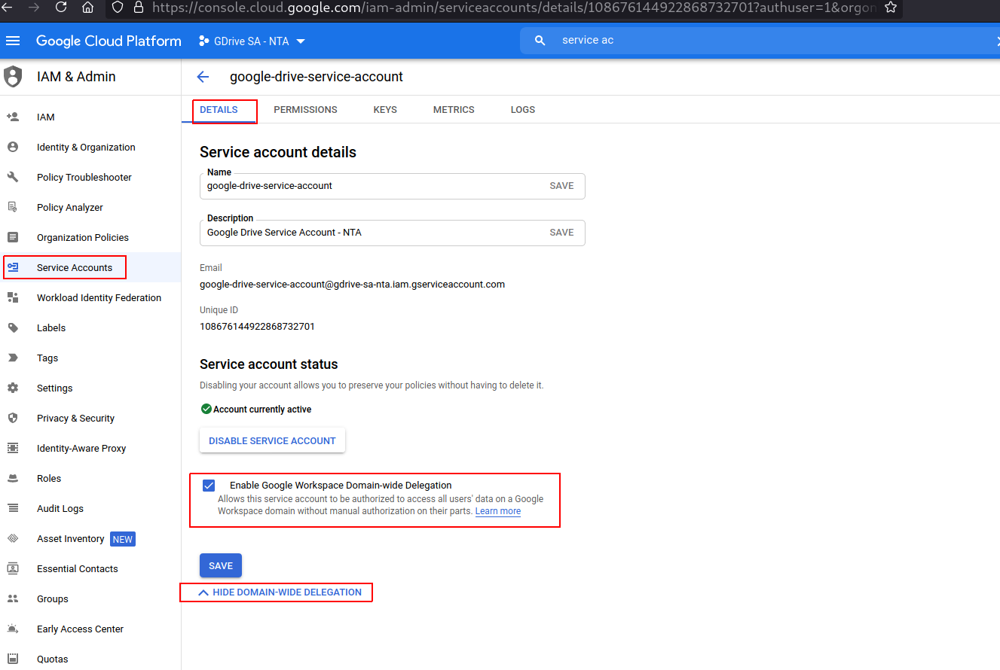 https://console.cloud.google.com/iam-admin/serviceaccounts/details/108676144922868732701?authuser=1&orgon
Google Cloud Platform
GDrive SA - NTA
service ac
IAM & Admin
IAM
Identity & Organization
Policy Troubleshooter
Policy Analyzer
Organization Policies
Service Accounts
Workload Identity Federation
Labels
Tags
Settings
Privacy & Security
Identity-Aware Proxy
Roles
Audit Logs
Asset Inventory NEW
Essential Contacts
Groups
Early Access Center
Quotas
google-drive-service-account
DETAILS PERMISSIONS KEYS METRICS LOGS
Service account details
Name
google-drive-service-account SAVE
Description
Google Drive Service Account - NTA SAVE
Email
google-drive-service-account@gdrive-sa-nta.iam.gserviceaccount.com
Unique ID
108676144922868732701
Service account status
Disabling your account allows you to preserve your policies without having to delete it.
Account currently active
DISABLE SERVICE ACCOUNT
Enable Google Workspace Domain-wide Delegation
Allows this service account to be authorized to access all users' data on a Google
Workspace domain without manual authorization on their parts. Learn more
SAVE
HIDE DOMAIN-WIDE DELEGATION